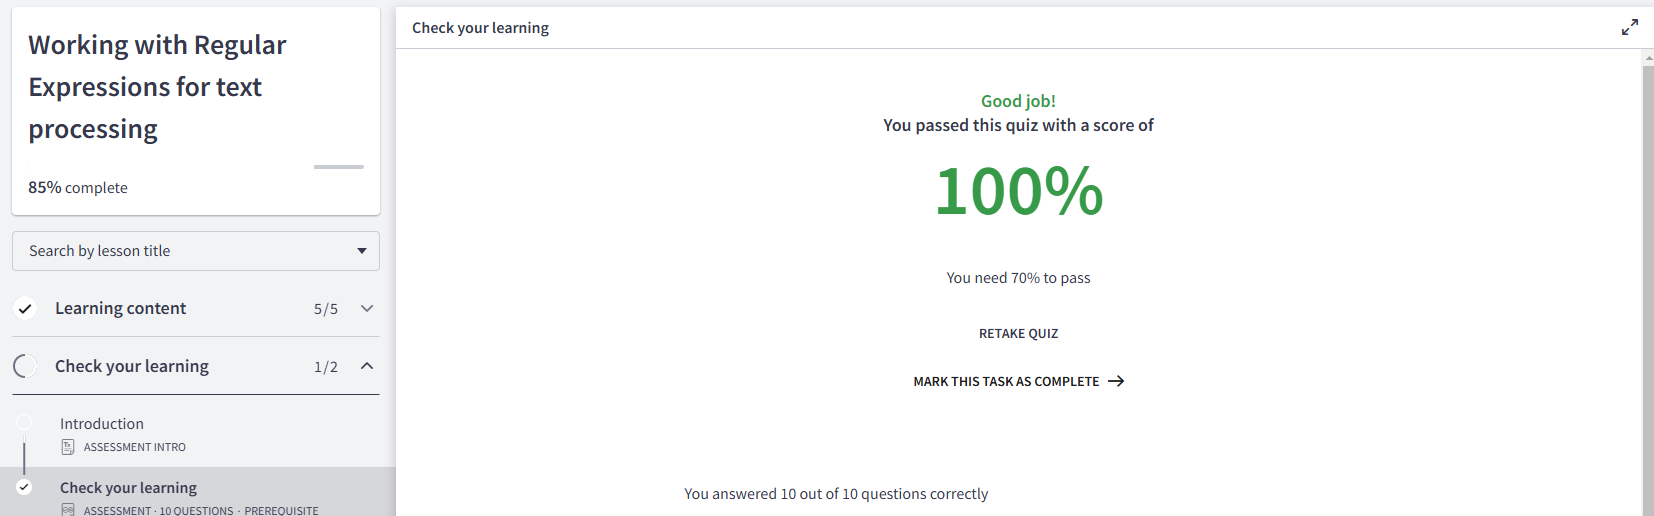 Working with Regular
Expressions for text
processing
85% complete
Search by lesson title
Learning content 5/5
Check your learning 1/2
Introduction
ASSESSMENT INTRO
Check your learning
ASSESSMENT · 10 QUESTIONS · PREREQUISITE
Check your learning
Good job!
You passed this quiz with a score of
100%
You need 70% to pass
RETAKE QUIZ
MARK THIS TASK AS COMPLETE
You answered 10 out of 10 questions correctly